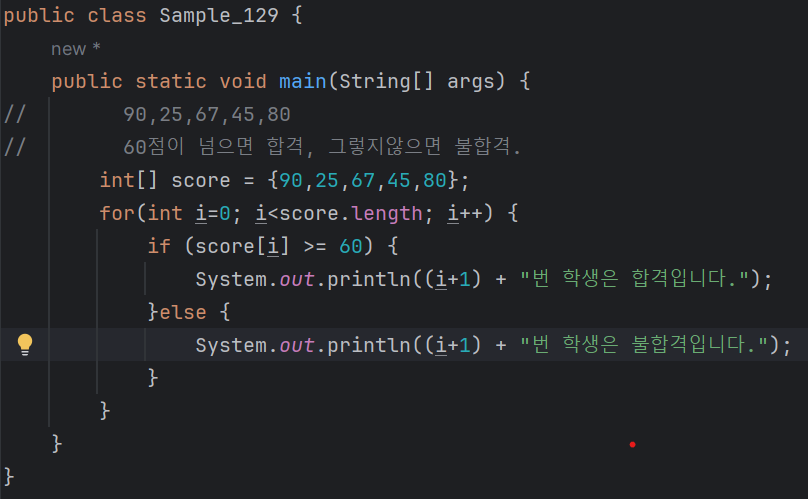 public class Sample_129 {
new *
public static void main(String[] args) {
//        90,25,67,45,80
//        60점이 넘으면 합격, 그렇지않으면 불합격.
int[] score = {90,25,67,45,80};
for(int i=0; i<score.length; i++) {
if (score[i] >= 60) {
System.out.println((i+1) + "번 학생은 합격입니다.");
}else {
System.out.println((i+1) + "번 학생은 불합격입니다.");
}
}
}
}